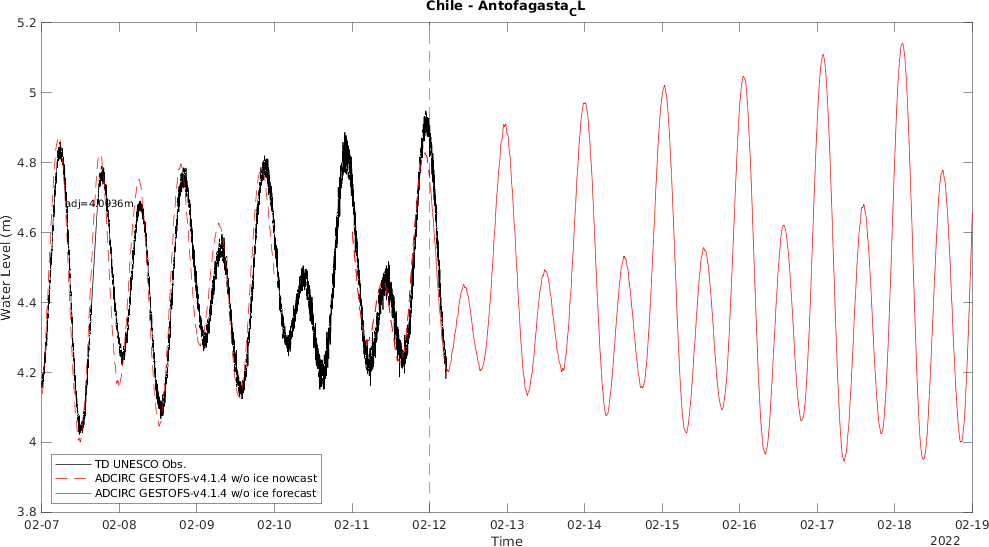 Chile - Antofagasta_CL
5.2
5
4.8
4.6
4.4
4.2
4
3.8
Water Level (m)
adj=4.0936m
TD UNESCO Obs.
ADCIRC GESTOFS-v4.1.4 w/o ice nowcast
ADCIRC GESTOFS-v4.1.4 w/o ice forecast
02-07 02-08 02-09 02-10 02-11 02-12 02-13 02-14 02-15 02-16 02-17 02-18 02-19
Time
2022